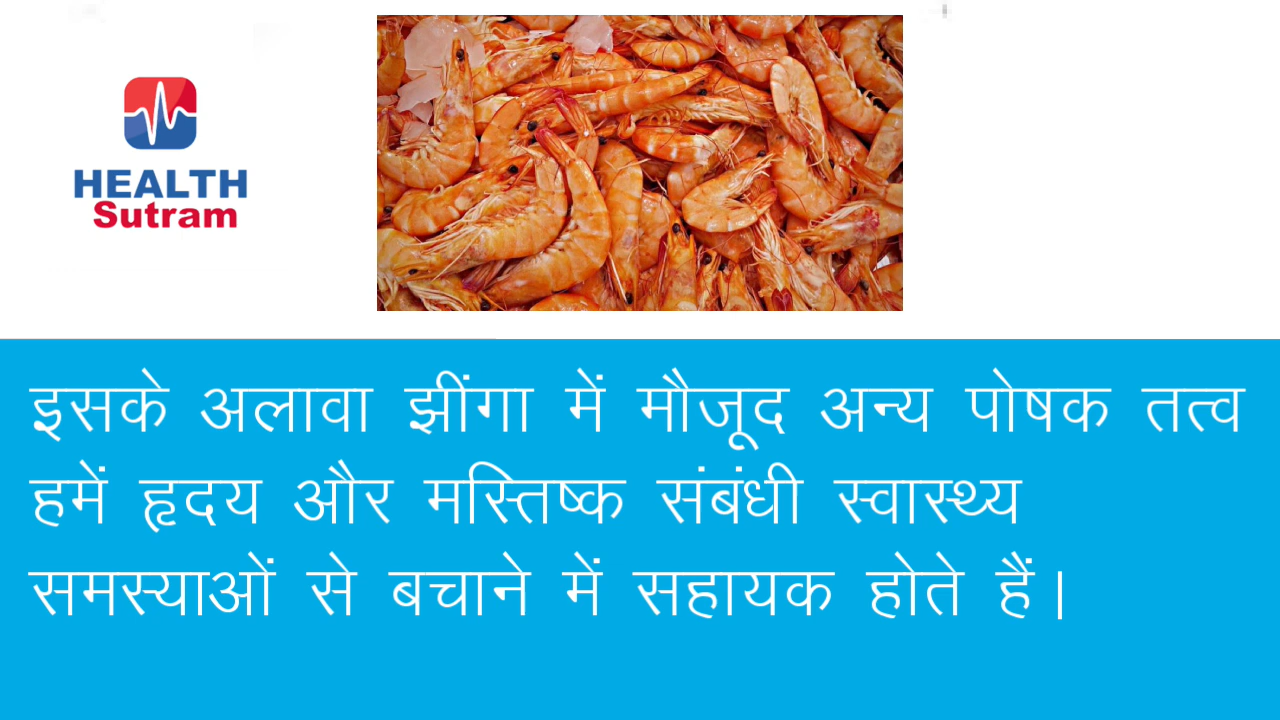 HEALTH
Sutram
इसके अलावा झींगा में मौजूद अन्य पोषक तत्व
हमें हृदय और मस्तिष्क संबंधी स्वास्थ्य
समस्याओं से बचाने में सहायक होते हैं।